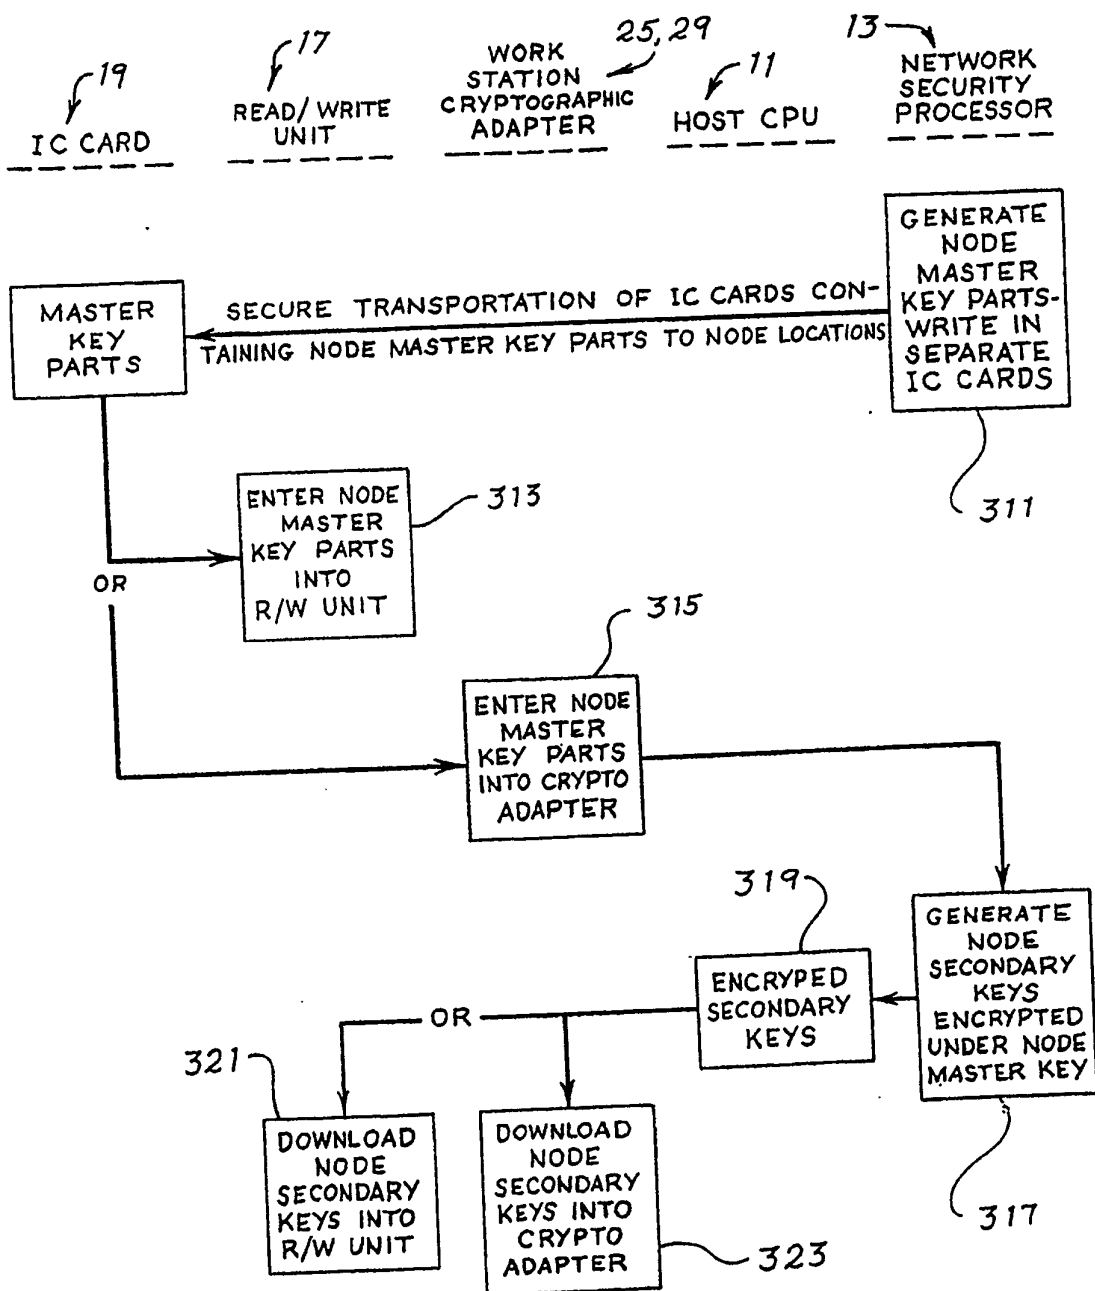 19
IC CARD
17
READ/WRITE
UNIT
25,29
WORK
STATION
CRYPTOGRAPHIC
ADAPTER
11
HOST CPU
13
NETWORK
SECURITY
PROCESSOR
GENERATE
NODE
MASTER
KEY PARTS-
WRITE IN
SEPARATE
IC CARDS
311
SECURE TRANSPORTATION OF IC CARDS CON-
TAINING NODE MASTER KEY PARTS TO NODE LOCATIONS
MASTER
KEY
PARTS
OR
ENTER NODE
MASTER
KEY PARTS
INTO
R/W UNIT
313
ENTER NODE
MASTER
KEY PARTS
INTO CRYPTO
ADAPTER
315
GENERATE
NODE
SECONDARY
KEYS
ENCRYPTED
UNDER NODE
MASTER KEY
317
ENCRYPED
SECONDARY
KEYS
319
OR
321
DOWNLOAD
NODE
SECONDARY
KEYS INTO
R/W UNIT
DOWNLOAD
NODE
SECONDARY
KEYS INTO
CRYPTO
ADAPTER
323